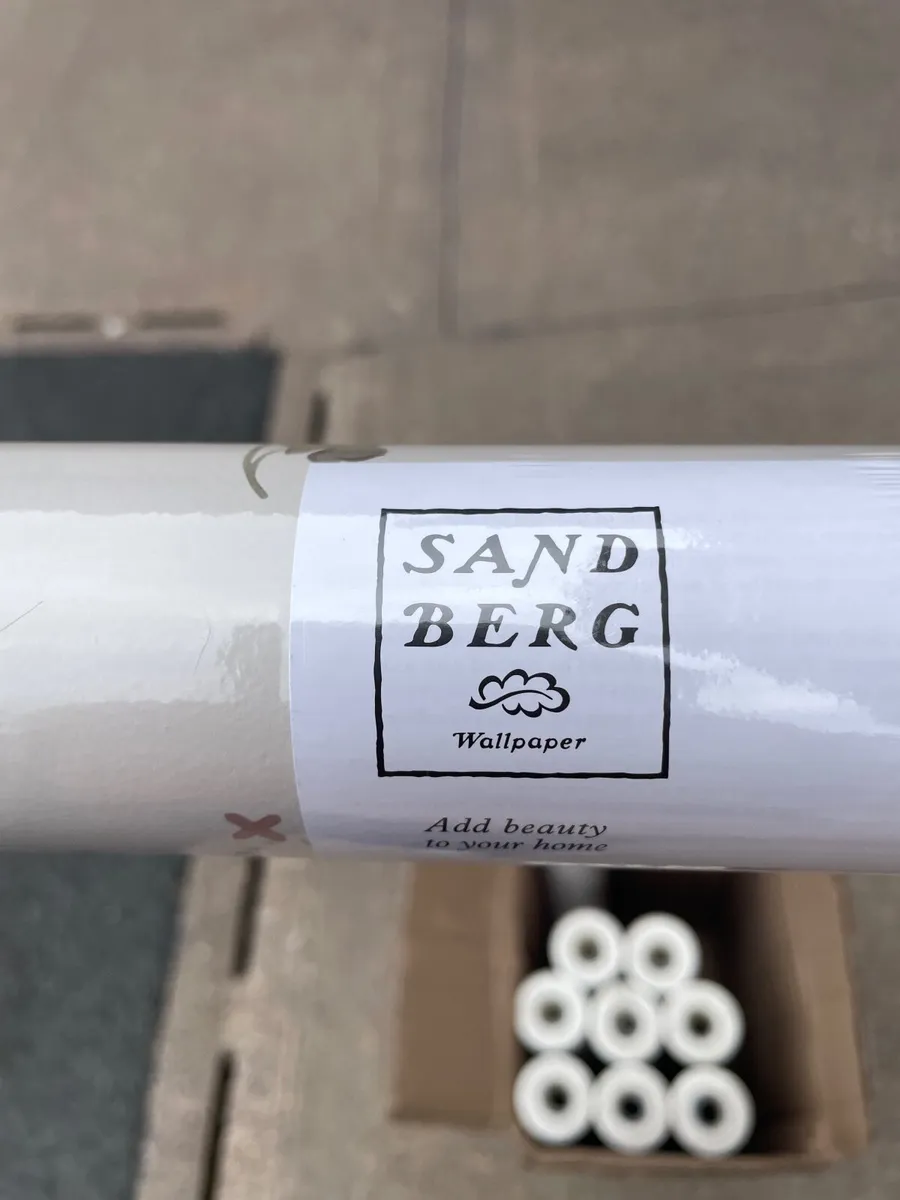 SAND
BERG
Wallpaper
Add beauty
to your home